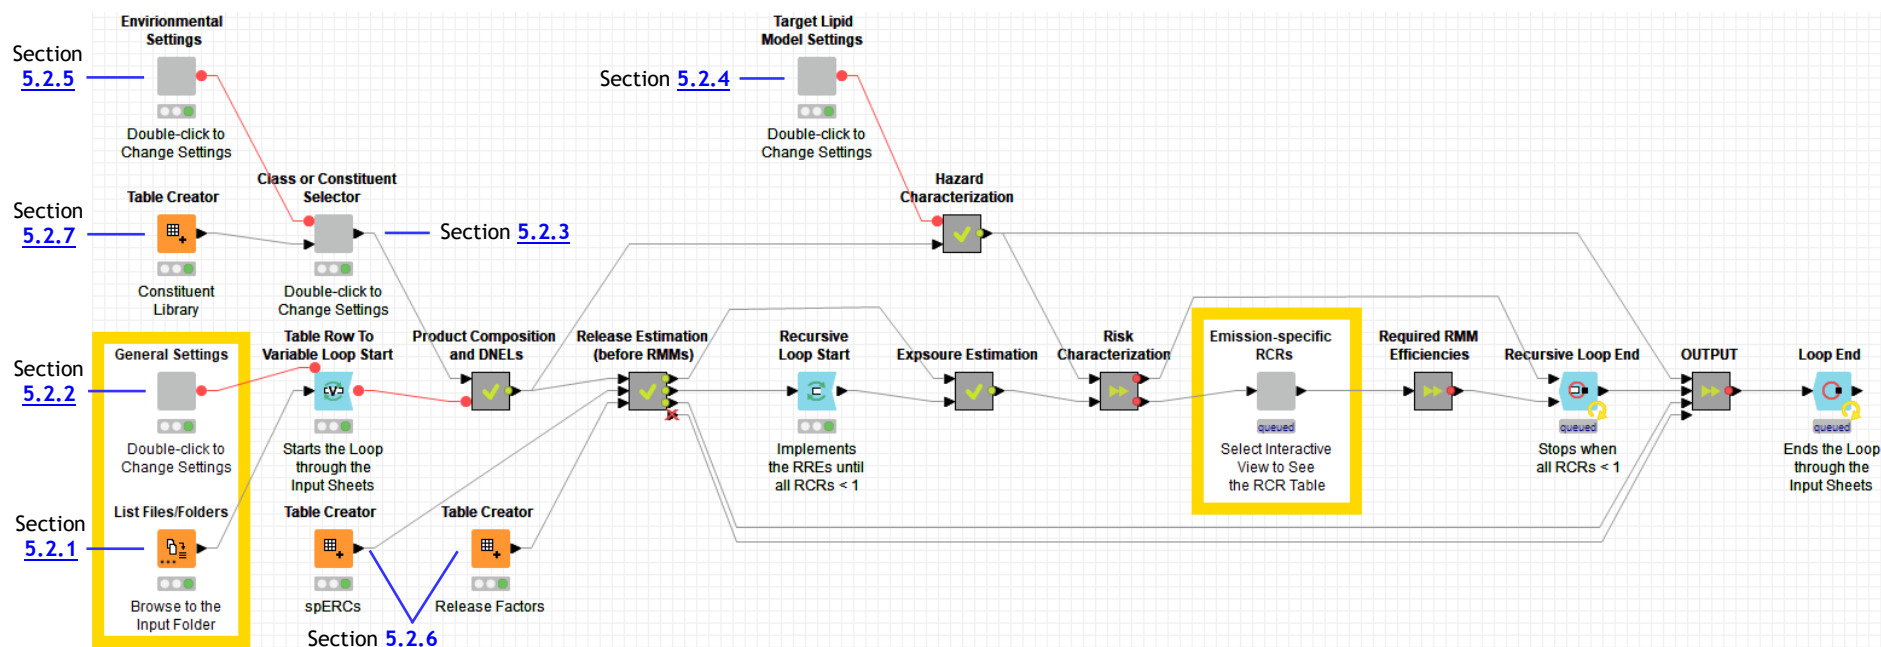 Envirionmental
Settings
Section
5.2.5
Double-click to
Change Settings
Target Lipid
Model Settings
Section 5.2.4
Double-click to
Change Settings
Table Creator
Section
5.2.7
Constituent
Library
Class or Constituent
Selector
Section 5.2.3
Double-click to
Change Settings
Hazard
Characterization
General Settings
Section
5.2.2
Double-click to
Change Settings
Table Row To
Variable Loop Start
Starts the Loop
through the
Input Sheets
Product Composition
and DNELs
Release Estimation
(before RMMs)
Recursive
Loop Start
Implements
the RREs until
all RCRs < 1
Expsoure Estimation
Risk
Characterization
Emission-specific
RCRs
queued
Select Interactive
View to See
the RCR Table
Required RMM
Efficiencies
Recursive Loop End
queued
Stops when
all RCRs < 1
OUTPUT
Loop End
queued
Ends the Loop
through the
Input Sheets
List Files/Folders
Section
5.2.1
Browse to the
Input Folder
Table Creator
spERCs
Table Creator
Release Factors
Section 5.2.6